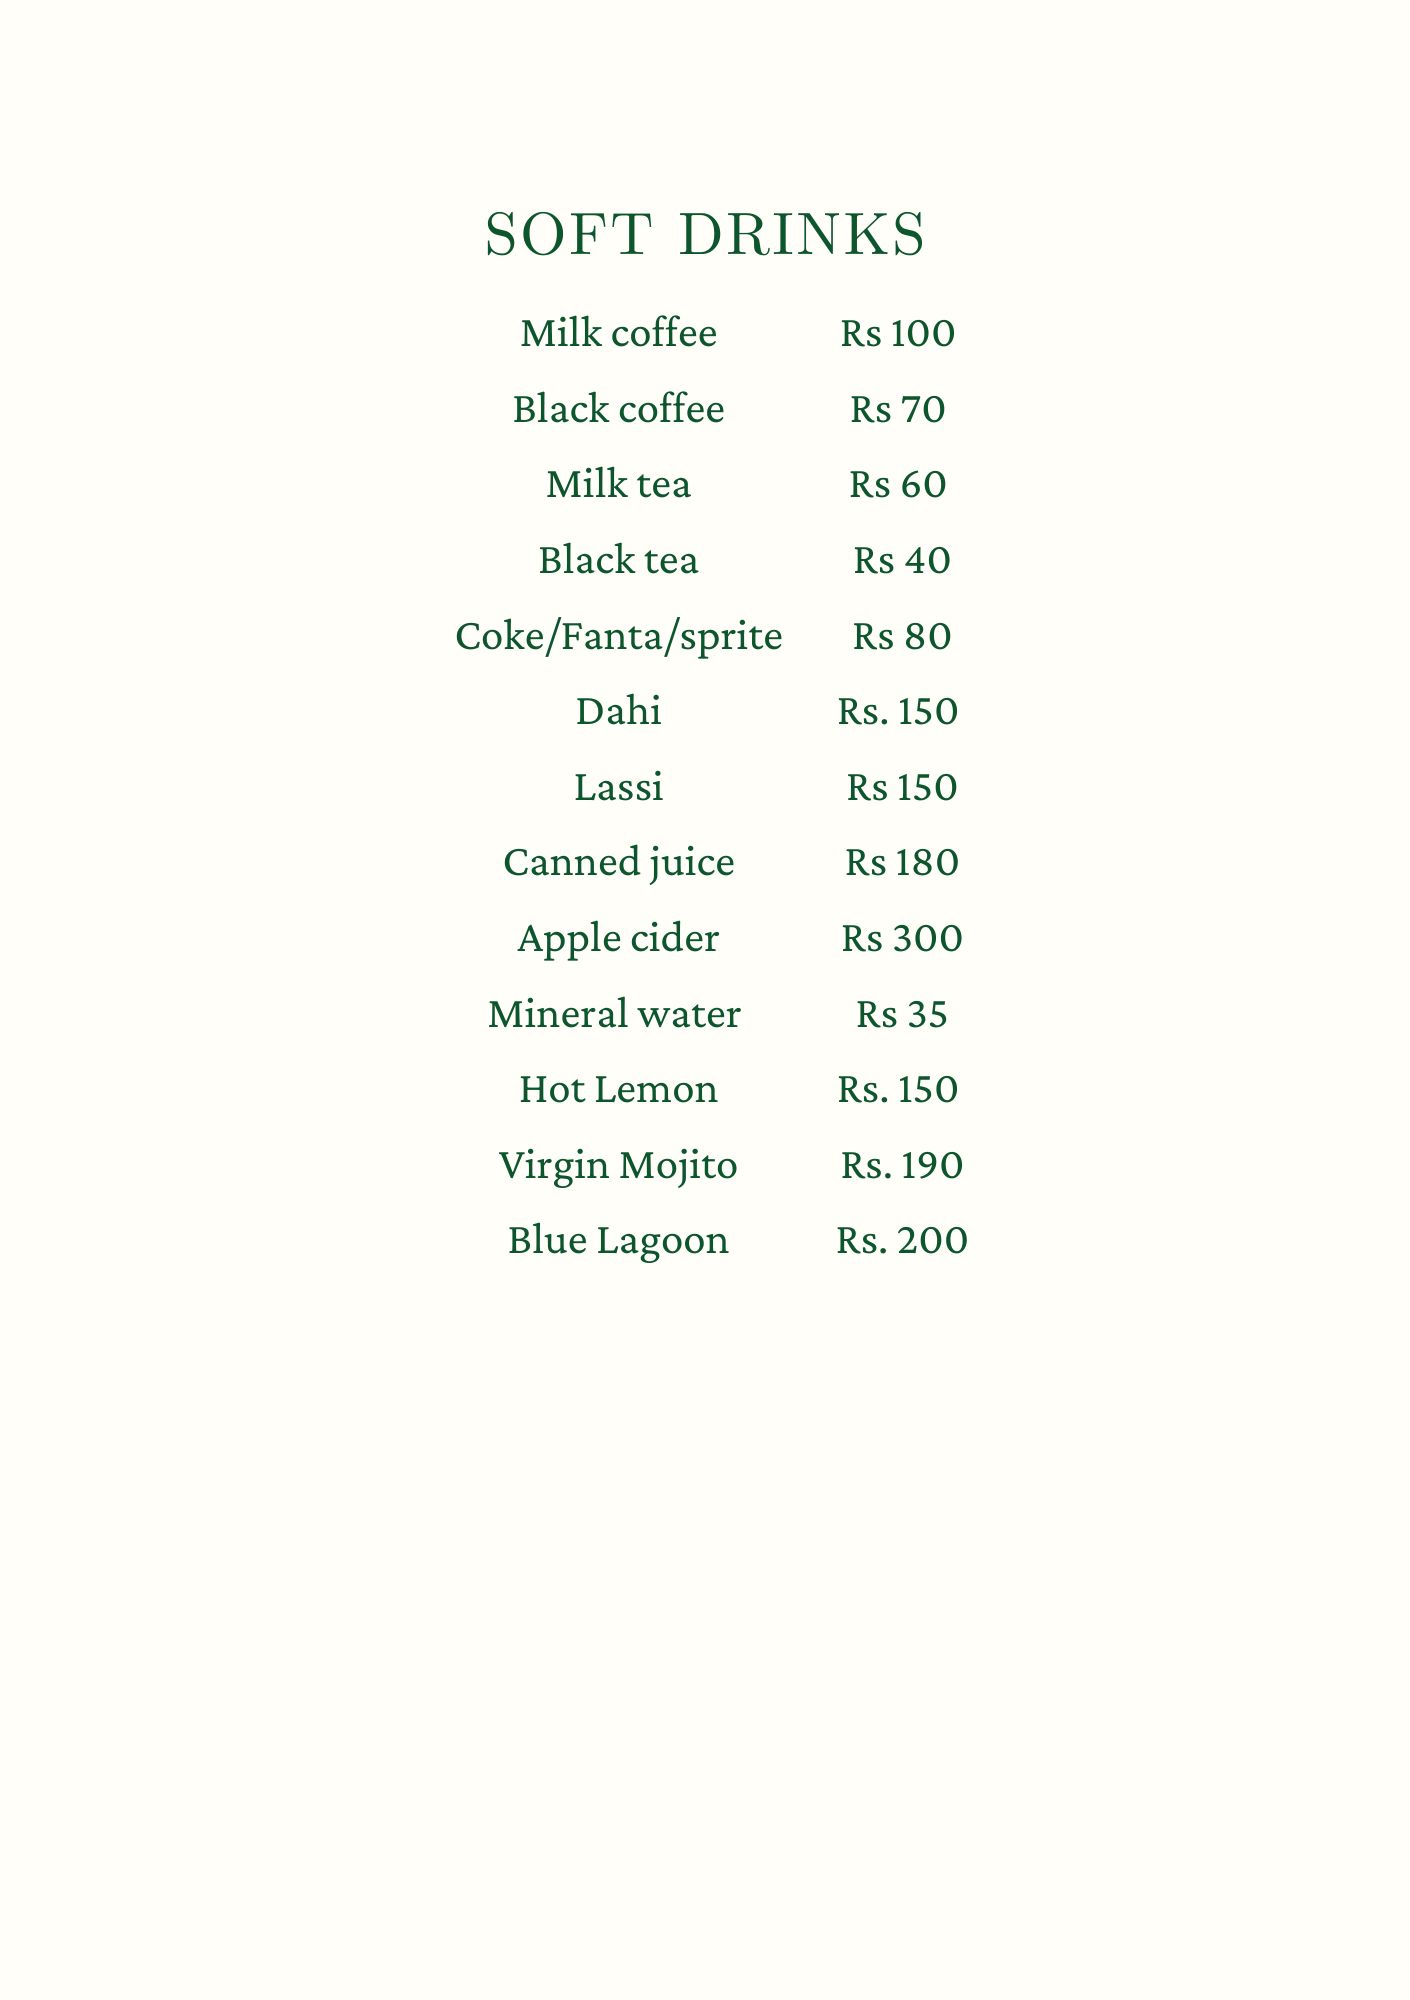 SOFT DRINKS
Milk coffee Rs 100
Black coffee Rs 70
Milk tea Rs 60
Black tea Rs 40
Coke/Fanta/sprite Rs 80
Dahi Rs. 150
Lassi Rs 150
Canned juice Rs 180
Apple cider Rs 300
Mineral water Rs 35
Hot Lemon Rs. 150
Virgin Mojito Rs. 190
Blue Lagoon Rs. 200